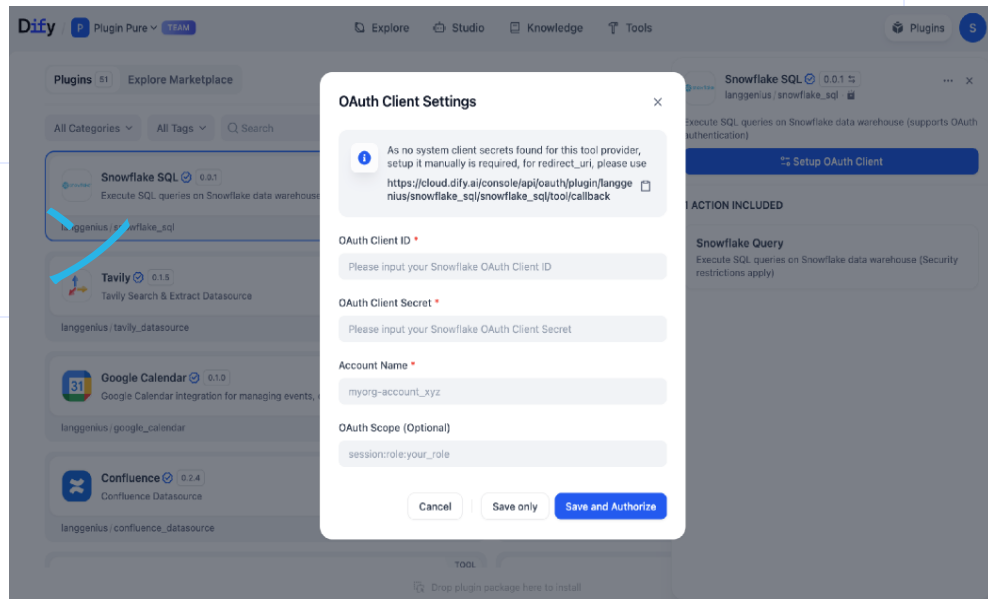 Dify / P Plugin Pure TEAM
Explore
Studio
Knowledge
Tools
Plugins
S
Plugins 51
Explore Marketplace
All Categories
All Tags
Search
Snowflake SQL 0.0.1
Execute SQL queries on Snowflake data warehouse
langgenius / snowflake_sql
Tavily 0.1.5
Tavily Search & Extract Datasource
langgenius / tavily_datasource
31
Google Calendar 0.1.0
Google Calendar integration for managing events,
langgenius / google_calendar
Confluence 0.2.4
Confluence Datasource
langgenius / confluence_datasource
TOOL
Drop plugin package here to install
OAuth Client Settings
As no system client secrets found for this tool provider,
setup it manually is required, for redirect_uri, please use
https://cloud.dify.ai/console/api/oauth/plugin/langge
nius/snowflake_sql/snowflake_sql/tool/callback
OAuth Client ID *
Please input your Snowflake OAuth Client ID
OAuth Client Secret *
Please input your Snowflake OAuth Client Secret
Account Name *
myorg-account_xyz
OAuth Scope (Optional)
session:role:your_role
Cancel
Save only
Save and Authorize
Snowflake SQL 0.0.1
langgenius / snowflake_sql
Execute SQL queries on Snowflake data warehouse (supports OAuth
authentication)
Setup OAuth Client
1 ACTION INCLUDED
Snowflake Query
Execute SQL queries on Snowflake data warehouse (Security
restrictions apply)